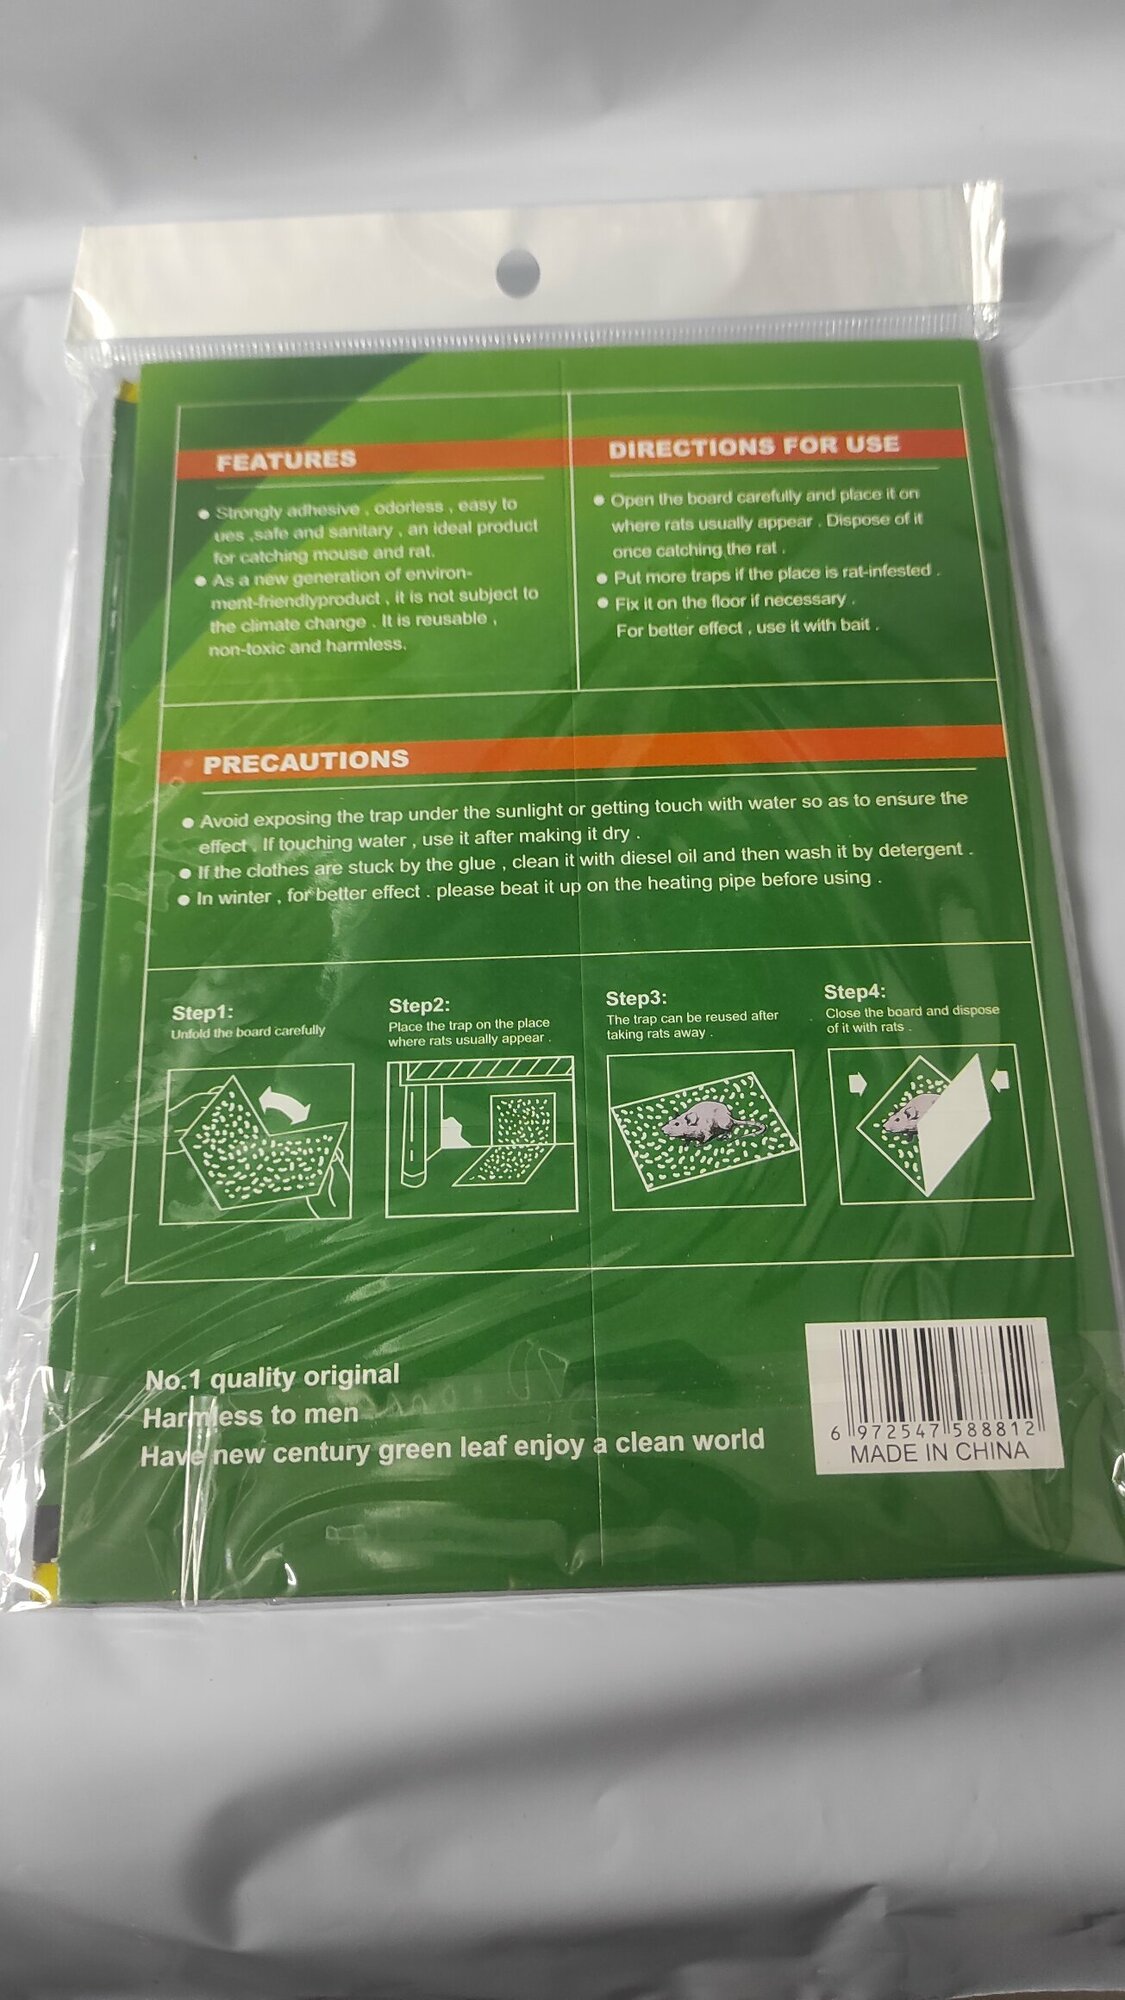 FEATURES
Strongly adhesive , odorless , easy to
ues ,safe and sanitary , an ideal product
for catching mouse and rat.
As a new generation of environ-
ment-friendlyproduct , it is not subject to
the climate change . It is reusable ,
non-toxic and harmless.
DIRECTIONS FOR USE
Open the board carefully and place it on
where rats usually appear . Dispose of it
once catching the rat .
Put more traps if the place is rat-infested .
Fix it on the floor if necessary .
For better effect , use it with bait .
PRECAUTIONS
Avoid exposing the trap under the sunlight or getting touch with water so as to ensure the
effect . If touching water , use it after making it dry .
If the clothes are stuck by the glue , clean it with diesel oil and then wash it by detergent .
In winter , for better effect . please beat it up on the heating pipe before using .
Step1:
Unfold the board carefully
Step2:
Place the trap on the place
where rats usually appear .
Step3:
The trap can be reused after
taking rats away .
Step4:
Close the board and dispose
of it with rats .
No.1 quality original
Harmless to men
Have new century green leaf enjoy a clean world
6 972547 588812
MADE IN CHINA